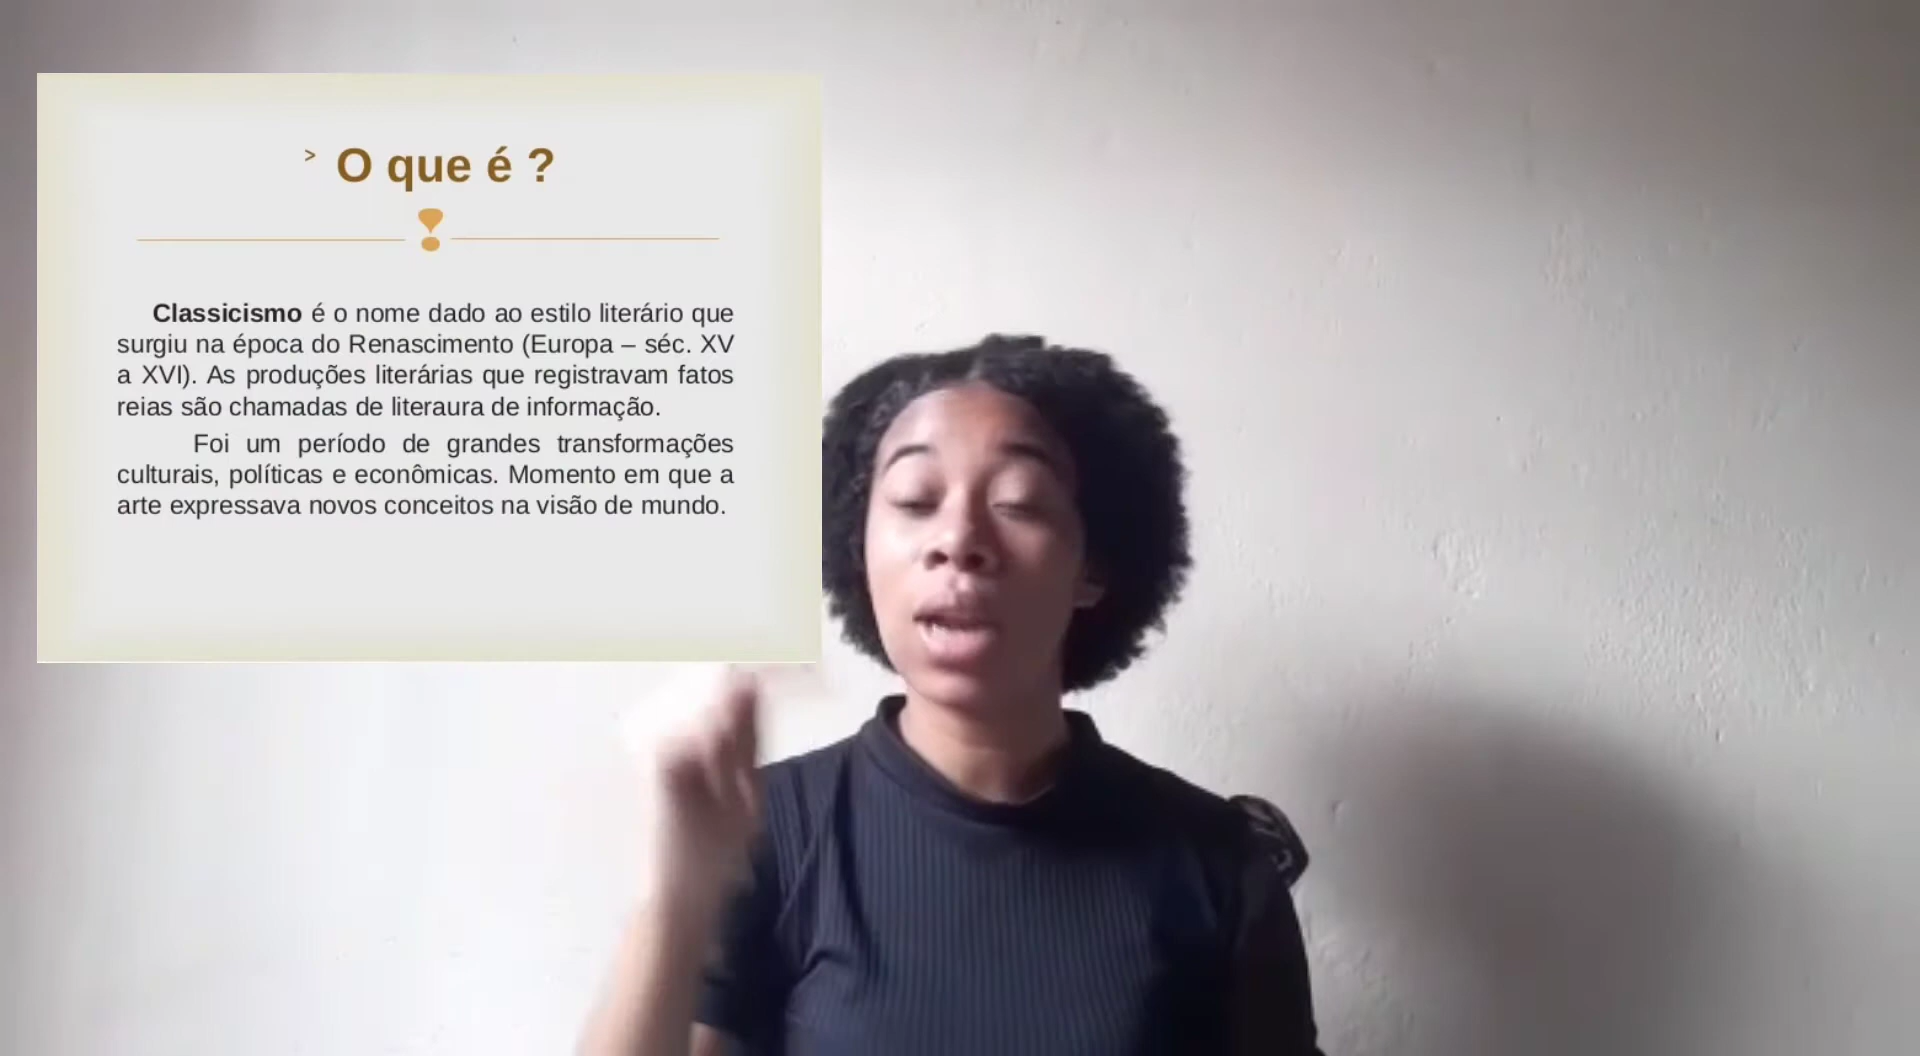 > O que é ?
Classicismo é o nome dado ao estilo literário que
surgiu na época do Renascimento (Europa – séc. XV
a XVI). As produções literárias que registravam fatos
reias são chamadas de literaura de informação.
Foi um período de grandes transformações
culturais, políticas e econômicas. Momento em que a
arte expressava novos conceitos na visão de mundo.